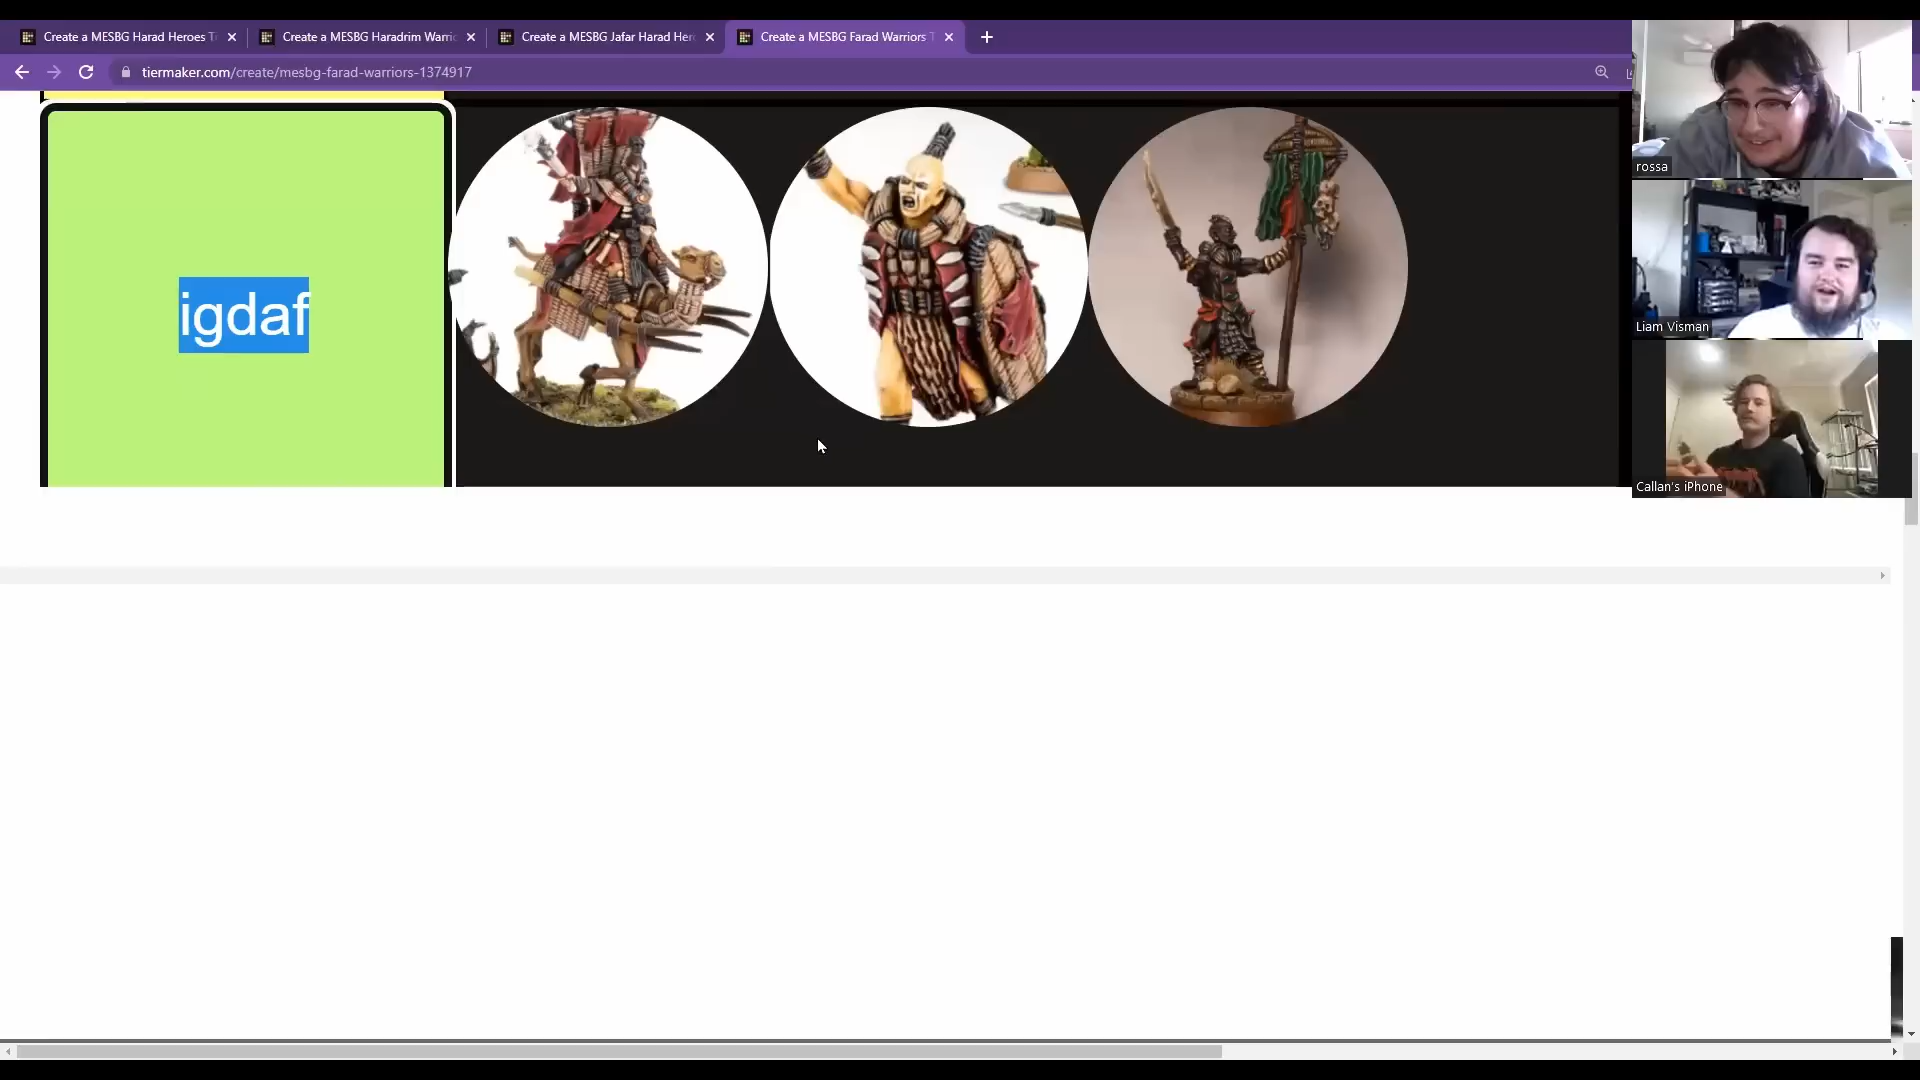 Create a MESBG Harad Heroes T
Create a MESBG Haradrim Warric
Create a MESBG Jafar Harad Her
Create a MESBG Farad Warriors T
tiermaker.com/create/mesbg-farad-warriors-1374917
igdaf
rossa
Liam Visman
Callan's iPhone